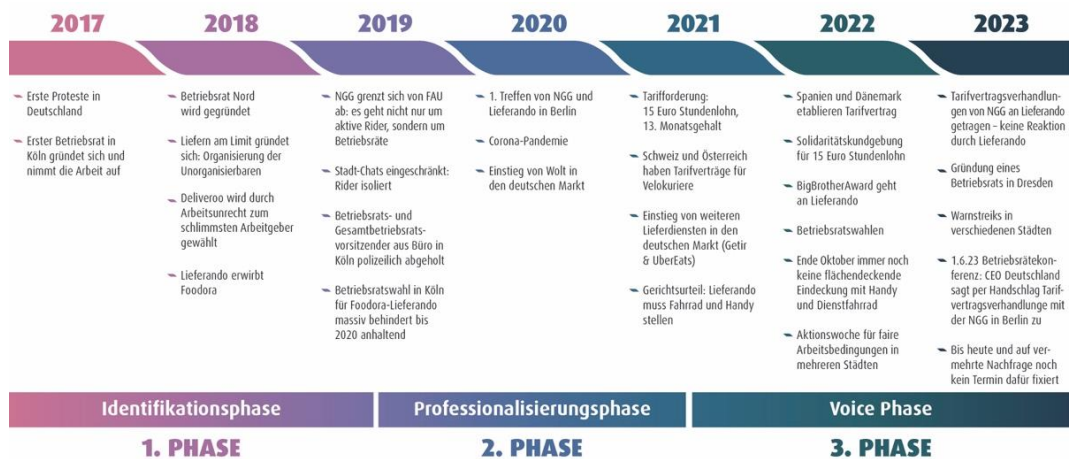 2017
2018
2019
2020
2021
2022
2023
Erste Proteste in
Deutschland
Erster Betriebsrat in
Köln gründet sich und
nimmt die Arbeit auf
Betriebsrat Nord
wird gegründet
Liefern am Limit gründet
sich: Organisierung der
Unorganisierbaren
Deliveroo wird durch
Arbeitsunrecht zum
schlimmsten Arbeitgeber
gewählt
Lieferando erwirbt
Foodora
NGG grenzt sich von FAU
ab: es geht nicht nur um
aktive Rider, sondern um
Betriebsräte
Stadt-Chats eingeschränkt:
Rider isoliert
Betriebsrats- und
Gesamtbetriebsrats-
vorsitzender aus Büro in
Köln polizeilich abgeholt
Betriebsratswahl in Köln
für Foodora-Lieferando
massiv behindert bis
2020 anhaltend
1. Treffen von NGG und
Lieferando in Berlin
Corona-Pandemie
Einstieg von Wolt in
den deutschen Markt
Tarifforderung:
15 Euro Stundenlohn,
13. Monatsgehalt
Schweiz und Österreich
haben Tarifverträge für
Velokuriere
Einstieg von weiteren
Lieferdiensten in den
deutschen Markt (Getir
& UberEats)
Gerichtsurteil: Lieferando
muss Fahrrad und Handy
stellen
Spanien und Dänemark
etablieren Tarifvertrag
Solidaritätskundgebung
für 15 Euro Stundenlohn
BigBrotherAward geht
an Lieferando
Betriebsratswahlen
Ende Oktober immer noch
keine flächendeckende
Eindeckung mit Handy
und Dienstfahrrad
Aktionswoche für faire
Arbeitsbedingungen in
mehreren Städten
Tarifvertragsverhandlun-
gen von NGG an Lieferando
getragen – keine Reaktion
durch Lieferando
Gründung eines
Betriebsrats in Dresden
Warnstreiks in
verschiedenen Städten
1.6.23 Betriebsrätekon-
ferenz: CEO Deutschland
sagt per Handschlag Tarif-
vertragsverhandlunge mit
der NGG in Berlin zu
Bis heute und auf ver-
mehrte Nachfrage noch
kein Termin dafür fixiert
Identifikationsphase
Professionalisierungsphase
Voice Phase
1. PHASE
2. PHASE
3. PHASE